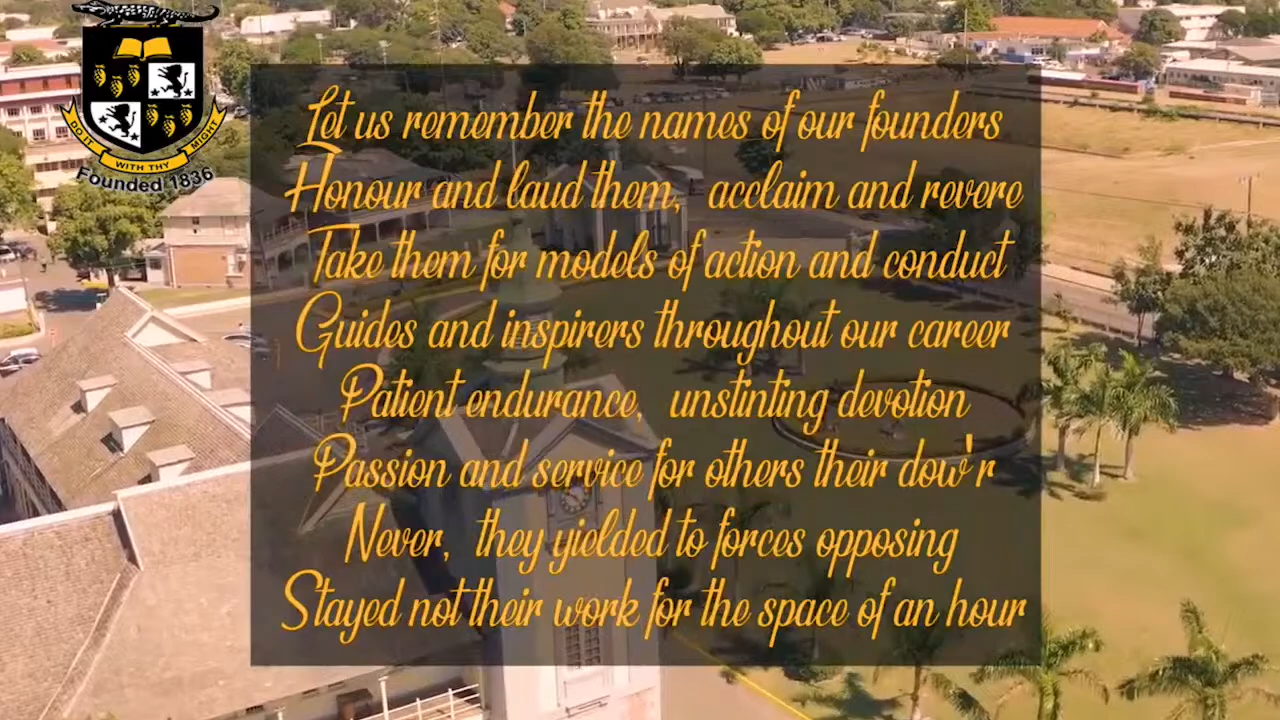 DO IT WITH THY MIGHT
Founded 1836
Let us remember the names of our founders
Honour and laud them, acclaim and revere
Take them for models of action and conduct
Guides and inspirers throughout our career
Patient endurance, unstinting devotion
Passion and service for others their dow'r
Never, they yielded to forces opposing
Stayed not their work for the space of an hour